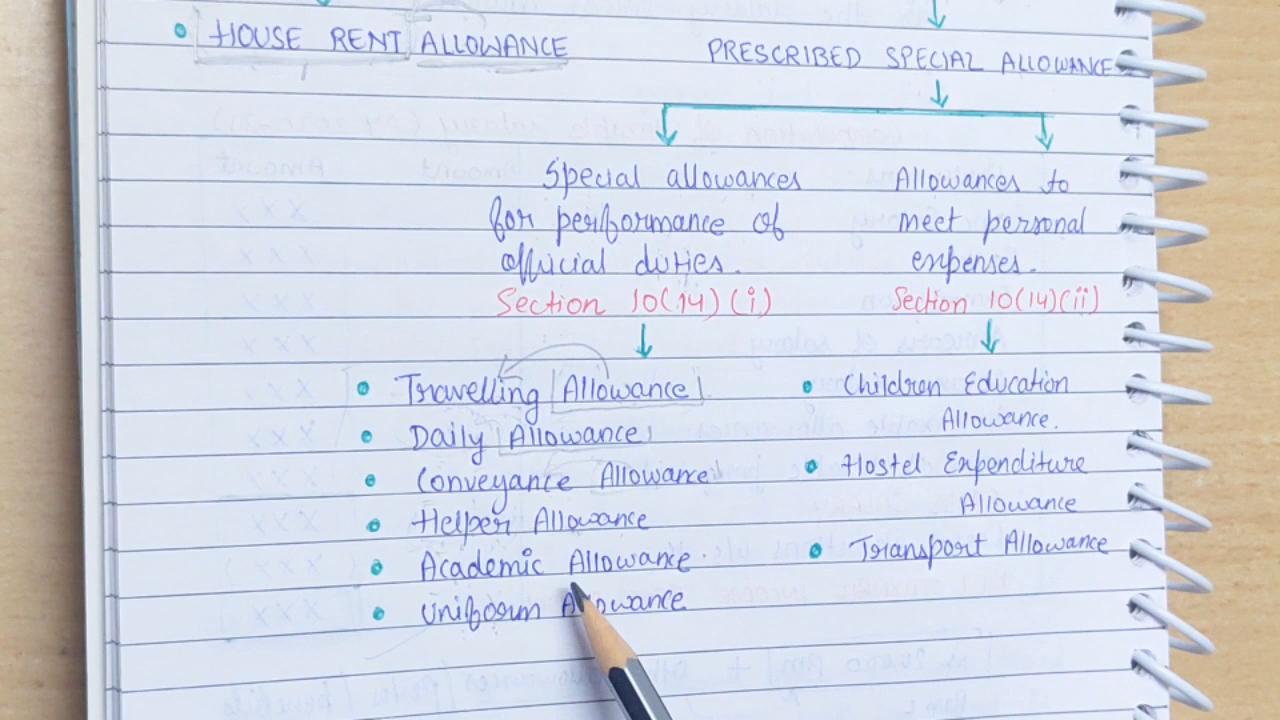 HOUSE RENT ALLOWANCE
PRESCRIBED SPECIAL ALLOWANCE
Special allowances
for performance of
official duties.
Section 10(14)(i)
Allowances to
meet personal
expenses.
Section 10(14)(ii)
Travelling Allowance
Daily Allowance
Conveyance Allowance
Helper Allowance
Academic Allowance
Uniform Allowance
Children Education
Allowance.
Hostel Expenditure
Allowance
Transport Allowance